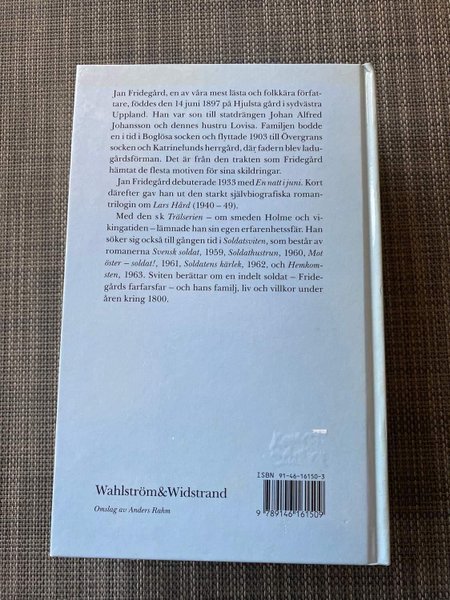 Jan Fridegård, en av våra mest lästa och folkkära förfat-
tare, föddes den 14 juni 1897 på Hjulsta gård i sydvästra
Uppland. Han var son till statdrängen Johan Alfred
Johansson och dennes hustru Lovisa. Familjen bodde
en i tid i Boglösa socken och flyttade 1903 till Övergrans
socken och Katrinefunds herrgård, där fadern blev ladu-
gårdsförman. Det är från den trakten som Fridegård
hämtat de flesta motiven för sina skildringar.
Jan Fridegård debuterade 1933 med En natt i juni. Kort
därefter gav han ut den starkt självbiografiska roman-
trilogin om Lars Hård (1940 – 49).
Med den s k Trälserien – om smeden Holme och vi-
kingatiden – lämnade han sin egen erfarenhetssfär. Han
söker sig också till gången tid i Soldatsviten, som består av
romanerna Svensk soldat, 1959, Soldathustrun, 1960, Mot
öster – soldat!, 1961, Soldatens kärlek, 1962, och Hemkom-
sten, 1963. Sviten berättar om en indelt soldat – Fride-
gårds farfarsfar – och hans familj, liv och villkor under
åren kring 1800.
ISBN 91-46-16150-3
Wahlström&Widstrand
Omslag av Anders Rahm
9 789146 161509